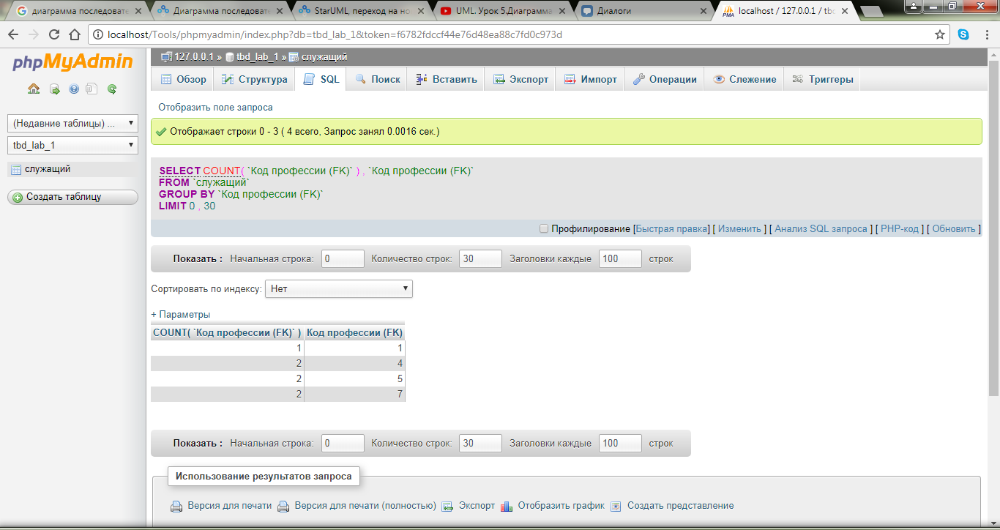 диаграмма последоват
Диаграмма последоват
StarUML, переход на но
UML. Урок 5.Диаграмма
Диалоги
localhost / 127.0.0.1 / tbd
localhost/Tools/phpmyadmin/index.php?db=tbd_lab_1&token=f6782fdccf44e76d48ea88c7fd0c973d
phpMyAdmin
(Недавние таблицы) ...
tbd_lab_1
служащий
Создать таблицу
127.0.0.1 » tbd_lab_1 » служащий
Обзор Структура SQL Поиск Вставить Экспорт Импорт Операции Слежение Триггеры
Отобразить поле запроса
Отображает строки 0 - 3 ( 4 всего, Запрос занял 0.0016 сек.)
SELECT COUNT( `Код профессии (FK)` ) , `Код профессии (FK)`
FROM `служащий`
GROUP BY `Код профессии (FK)`
LIMIT 0 , 30
Профилирование [Быстрая правка] [ Изменить ] [ Анализ SQL запроса ] [ PHP-код ] [ Обновить ]
Показать : Начальная строка: 0 Количество строк: 30 Заголовки каждые 100 строк
Сортировать по индексу: Нет
+ Параметры
COUNT( `Код профессии (FK)` ) Код профессии (FK)
1 1
2 4
2 5
2 7
Показать : Начальная строка: 0 Количество строк: 30 Заголовки каждые 100 строк
Использование результатов запроса
Версия для печати Версия для печати (полностью) Экспорт Отобразить график Создать представление